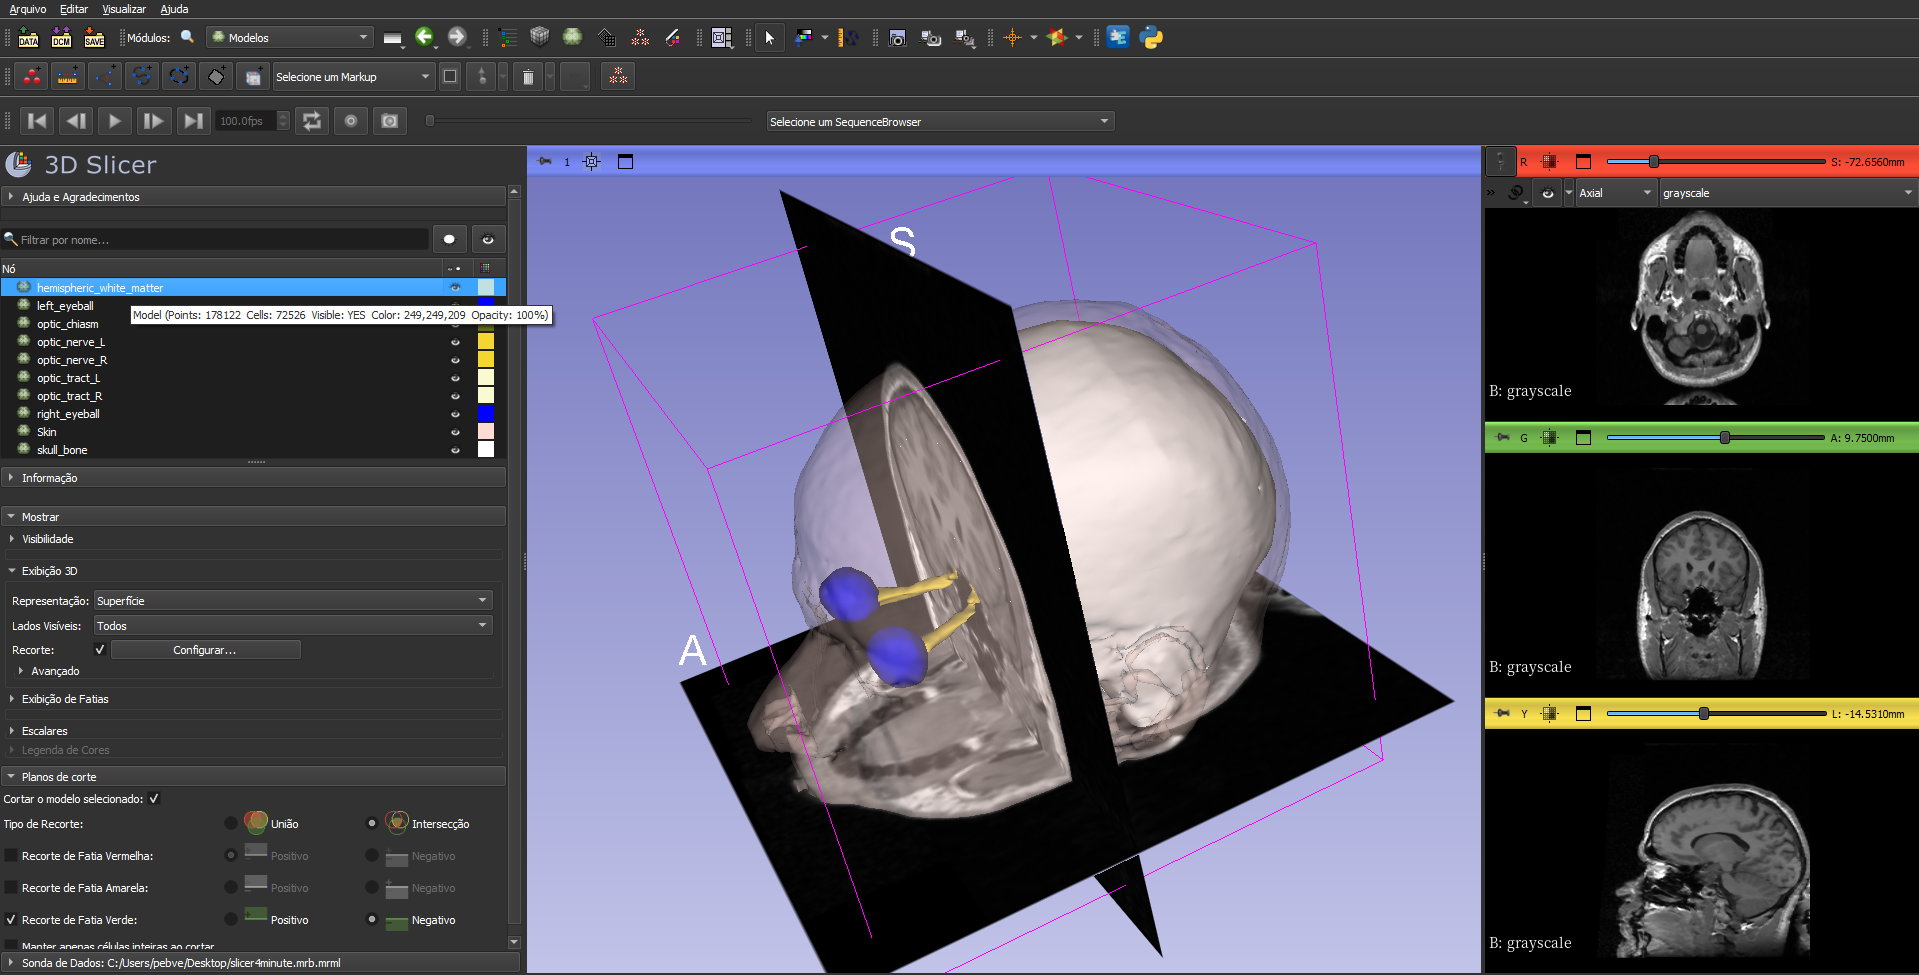 Arquivo Editar Visualizar Ajuda
DATA DCM SAVE Módulos: Modelos
Selecione um Markup
100.0fps Selecione um SequenceBrowser
3D Slicer
Ajuda e Agradecimentos
Filtrar por nome...
Nó
hemispheric_white_matter
left_eyeball
Model (Points: 178122 Cells: 72526 Visible: YES Color: 249,249,209 Opacity: 100%)
optic_chiasm
optic_nerve_L
optic_nerve_R
optic_tract_L
optic_tract_R
right_eyeball
Skin
skull_bone
Informação
Mostrar
Visibilidade
Exibição 3D
Representação: Superfície
Lados Visíveis: Todos
Recorte: Configurar...
Avançado
Exibição de Fatias
Escalares
Legenda de Cores
Planos de corte
Cortar o modelo selecionado:
Tipo de Recorte: União Intersecção
Recorte de Fatia Vermelha: Positivo Negativo
Recorte de Fatia Amarela: Positivo Negativo
Recorte de Fatia Verde: Positivo Negativo
Manter apenas células inteiras ao cortar
Sonda de Dados: C:/Users/pebve/Desktop/slicer4minute.mrb.mrml
1
S
A
R S: -72.6560mm
Axial grayscale
B: grayscale
G A: 9.7500mm
B: grayscale
Y L: -14.5310mm
B: grayscale